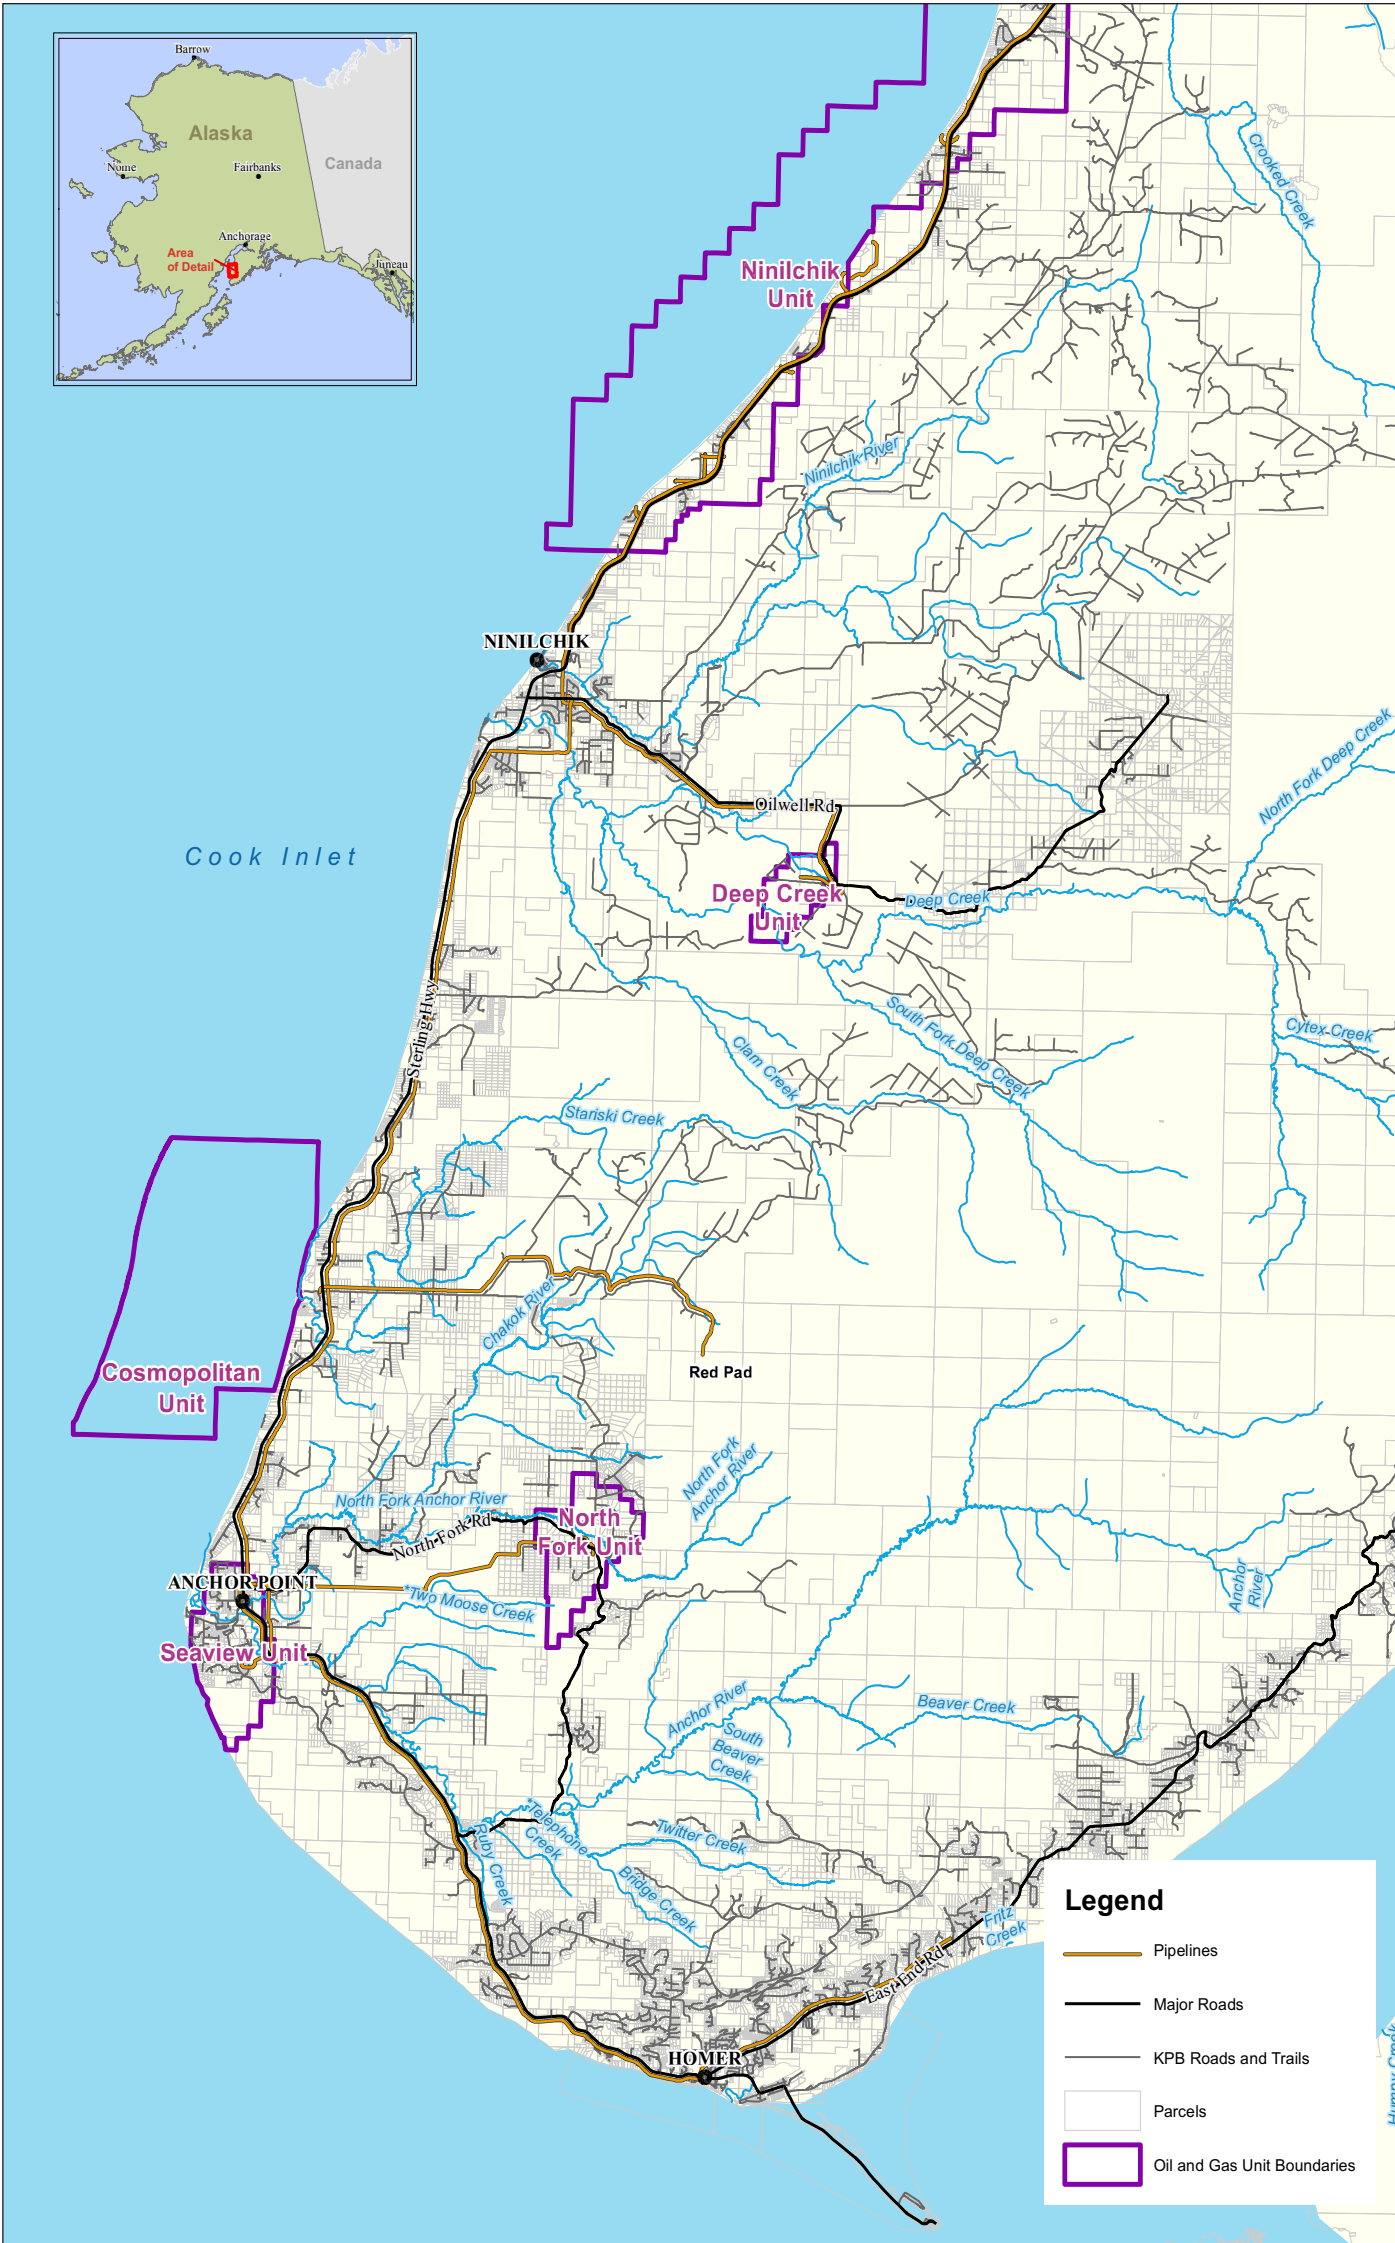 Barrow
Alaska
Canada
Nome
Fairbanks
Anchorage
Area
of Detail
Juneau
Crooked Creek
Ninilchik
Unit
Ninilchik River
NINILCHIK
North Fork Deep Creek
Oilwell Rd
Cook Inlet
Deep Creek
Unit
Deep Creek
Sterling Hwy
South Fork Deep Creek
Cytex Creek
Clam Creek
Stariski Creek
Chakok River
Red Pad
Cosmopolitan
Unit
North Fork
Anchor River
North Fork Anchor River
North Fork Rd
North
Fork Unit
ANCHOR POINT
*Two Moose Creek
Anchor
River
Seaview Unit
Anchor River
Beaver Creek
South
Beaver
Creek
*Telephone
Creek
Ruby Creek
Twitter Creek
Bridge Creek
Fritz
Creek
East End Rd
HOMER
Humpy Creek
Legend
Pipelines
Major Roads
KPB Roads and Trails
Parcels
Oil and Gas Unit Boundaries